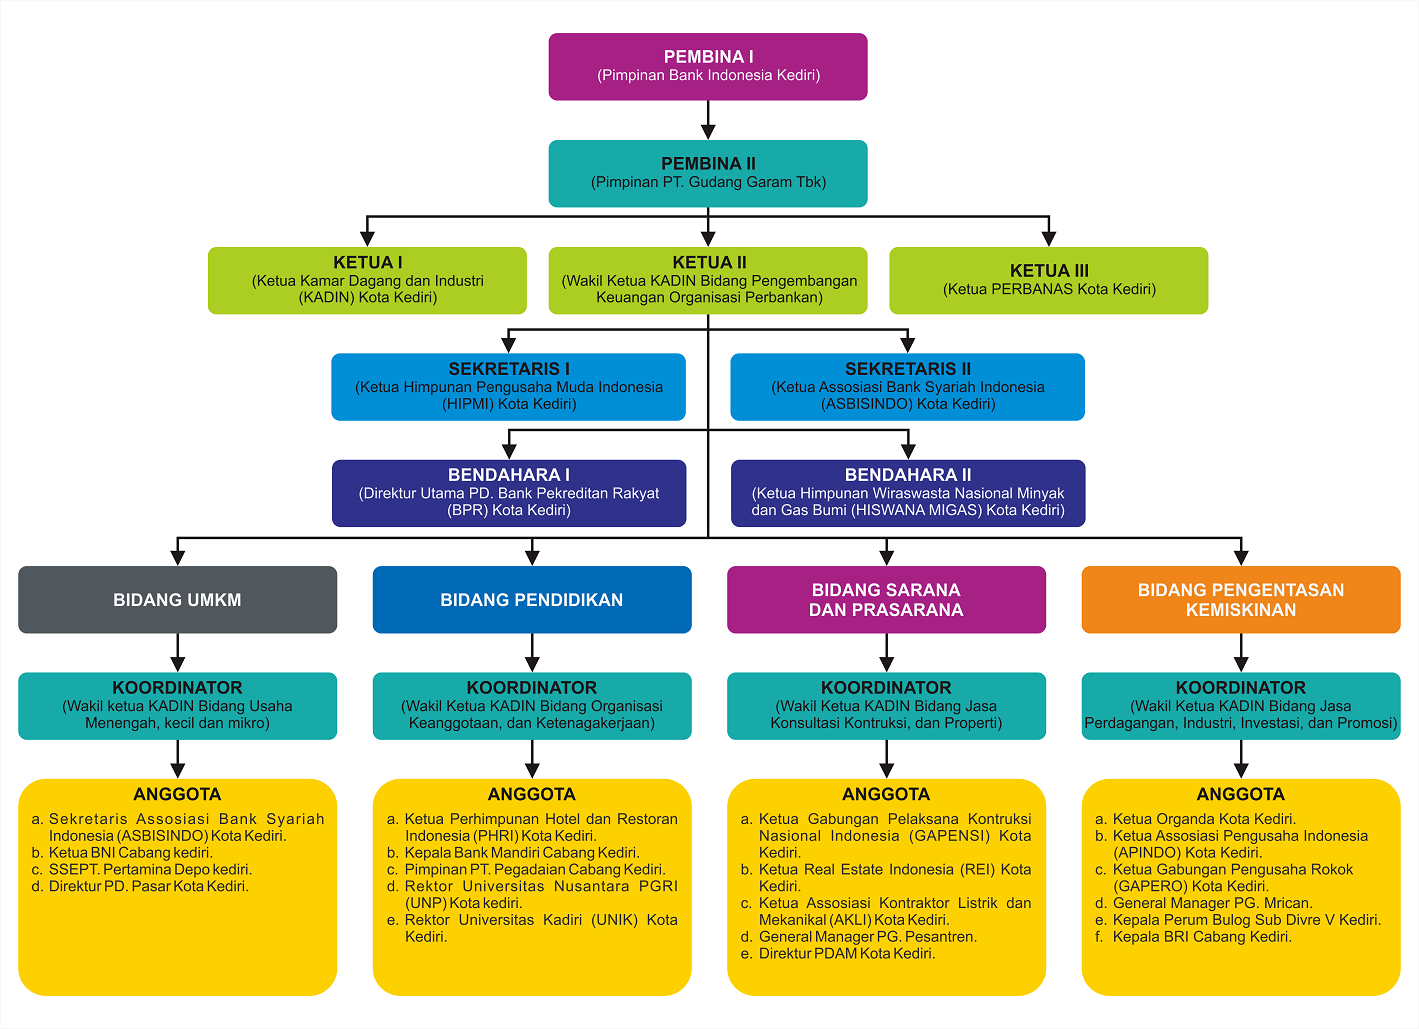 PEMBINA I
(Pimpinan Bank Indonesia Kediri)
PEMBINA II
(Pimpinan PT. Gudang Garam Tbk)
KETUA I
(Ketua Kamar Dagang dan Industri
(KADIN) Kota Kediri)
KETUA II
(Wakil Ketua KADIN Bidang Pengembangan
Keuangan Organisasi Perbankan)
KETUA III
(Ketua PERBANAS Kota Kediri)
SEKRETARIS I
(Ketua Himpunan Pengusaha Muda Indonesia
(HIPMI) Kota Kediri)
SEKRETARIS II
(Ketua Assosiasi Bank Syariah Indonesia
(ASBISINDO) Kota Kediri)
BENDAHARA I
(Direktur Utama PD. Bank Pekreditan Rakyat
(BPR) Kota Kediri)
BENDAHARA II
(Ketua Himpunan Wiraswasta Nasional Minyak
dan Gas Bumi (HISWANA MIGAS) Kota Kediri)
BIDANG UMKM
BIDANG PENDIDIKAN
BIDANG SARANA
DAN PRASARANA
BIDANG PENGENTASAN
KEMISKINAN
KOORDINATOR
(Wakil ketua KADIN Bidang Usaha
Menengah, kecil dan mikro)
KOORDINATOR
(Wakil Ketua KADIN Bidang Organisasi
Keanggotaan, dan Ketenagakerjaan)
KOORDINATOR
(Wakil Ketua KADIN Bidang Jasa
Konsultasi Kontruksi, dan Properti)
KOORDINATOR
(Wakil Ketua KADIN Bidang Jasa
Perdagangan, Industri, Investasi, dan Promosi)
ANGGOTA
a. Sekretaris Assosiasi Bank Syariah
Indonesia (ASBISINDO) Kota Kediri.
b. Ketua BNI Cabang kediri.
c. SSEPT. Pertamina Depo kediri.
d. Direktur PD. Pasar Kota Kediri.
ANGGOTA
a. Ketua Perhimpunan Hotel dan Restoran
Indonesia (PHRI) Kota Kediri.
b. Kepala Bank Mandiri Cabang Kediri.
c. Pimpinan PT. Pegadaian Cabang Kediri.
d. Rektor Universitas Nusantara PGRI
(UNP) Kota kediri.
e. Rektor Universitas Kadiri (UNIK) Kota
Kediri.
ANGGOTA
a. Ketua Gabungan Pelaksana Kontruksi
Nasional Indonesia (GAPENSI) Kota
Kediri.
b. Ketua Real Estate Indonesia (REI) Kota
Kediri.
c. Ketua Assosiasi Kontraktor Listrik dan
Mekanikal (AKLI) Kota Kediri.
d. General Manager PG. Pesantren.
e. Direktur PDAM Kota Kediri.
ANGGOTA
a. Ketua Organda Kota Kediri.
b. Ketua Assosiasi Pengusaha Indonesia
(APINDO) Kota Kediri.
c. Ketua Gabungan Pengusaha Rokok
(GAPERO) Kota Kediri.
d. General Manager PG. Mrican.
e. Kepala Perum Bulog Sub Divre V Kediri.
f. Kepala BRI Cabang Kediri.